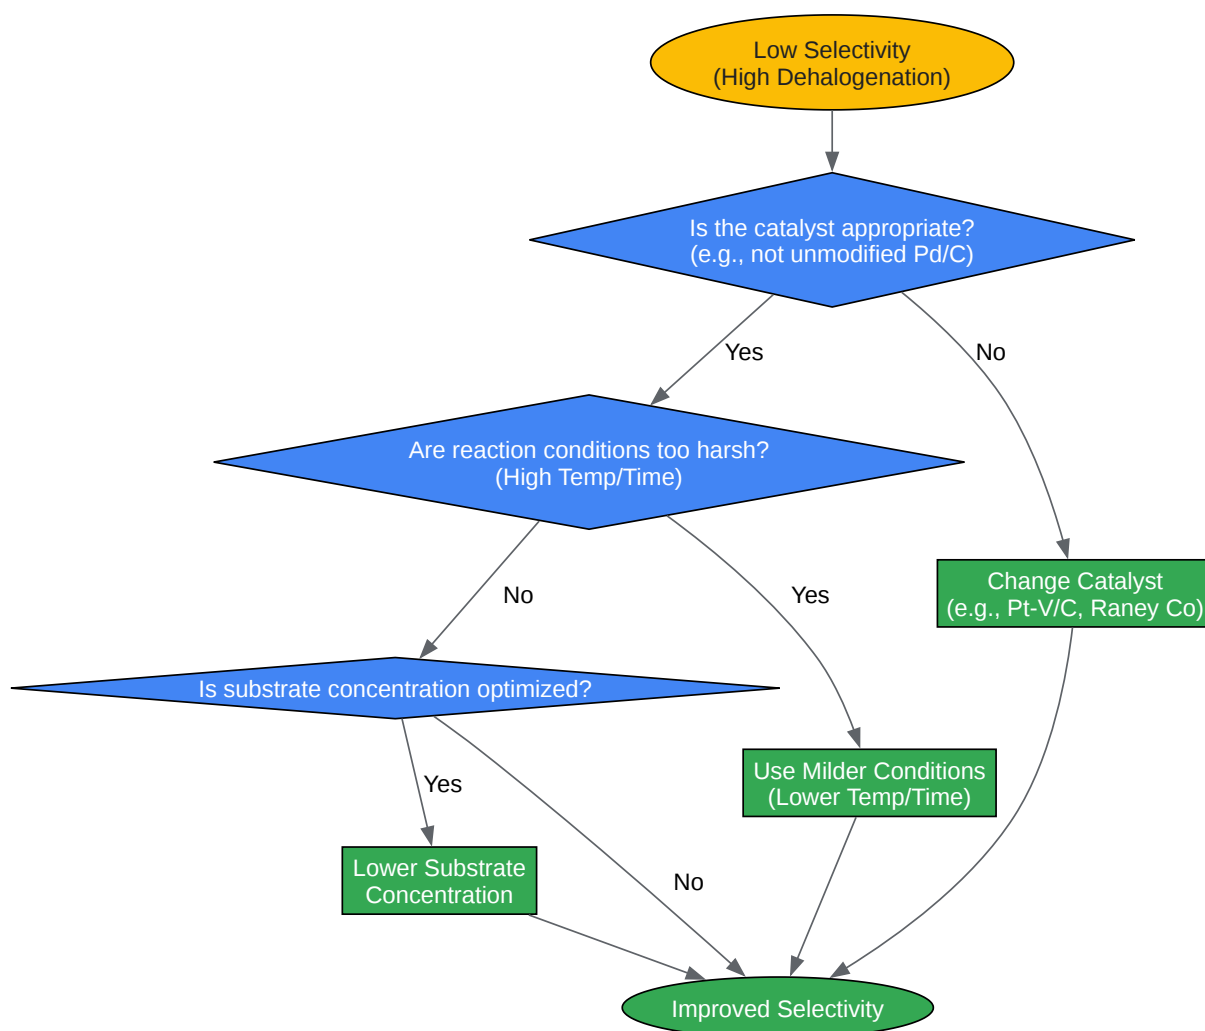 Low Selectivity
(High Dehalogenation)
Is the catalyst appropriate?
(e.g., not unmodified Pd/C)
Yes
No
Are reaction conditions too harsh?
(High Temp/Time)
No
Yes
Change Catalyst
(e.g., Pt-V/C, Raney Co)
Is substrate concentration optimized?
Yes
No
Use Milder Conditions
(Lower Temp/Time)
Lower Substrate
Concentration
Improved Selectivity